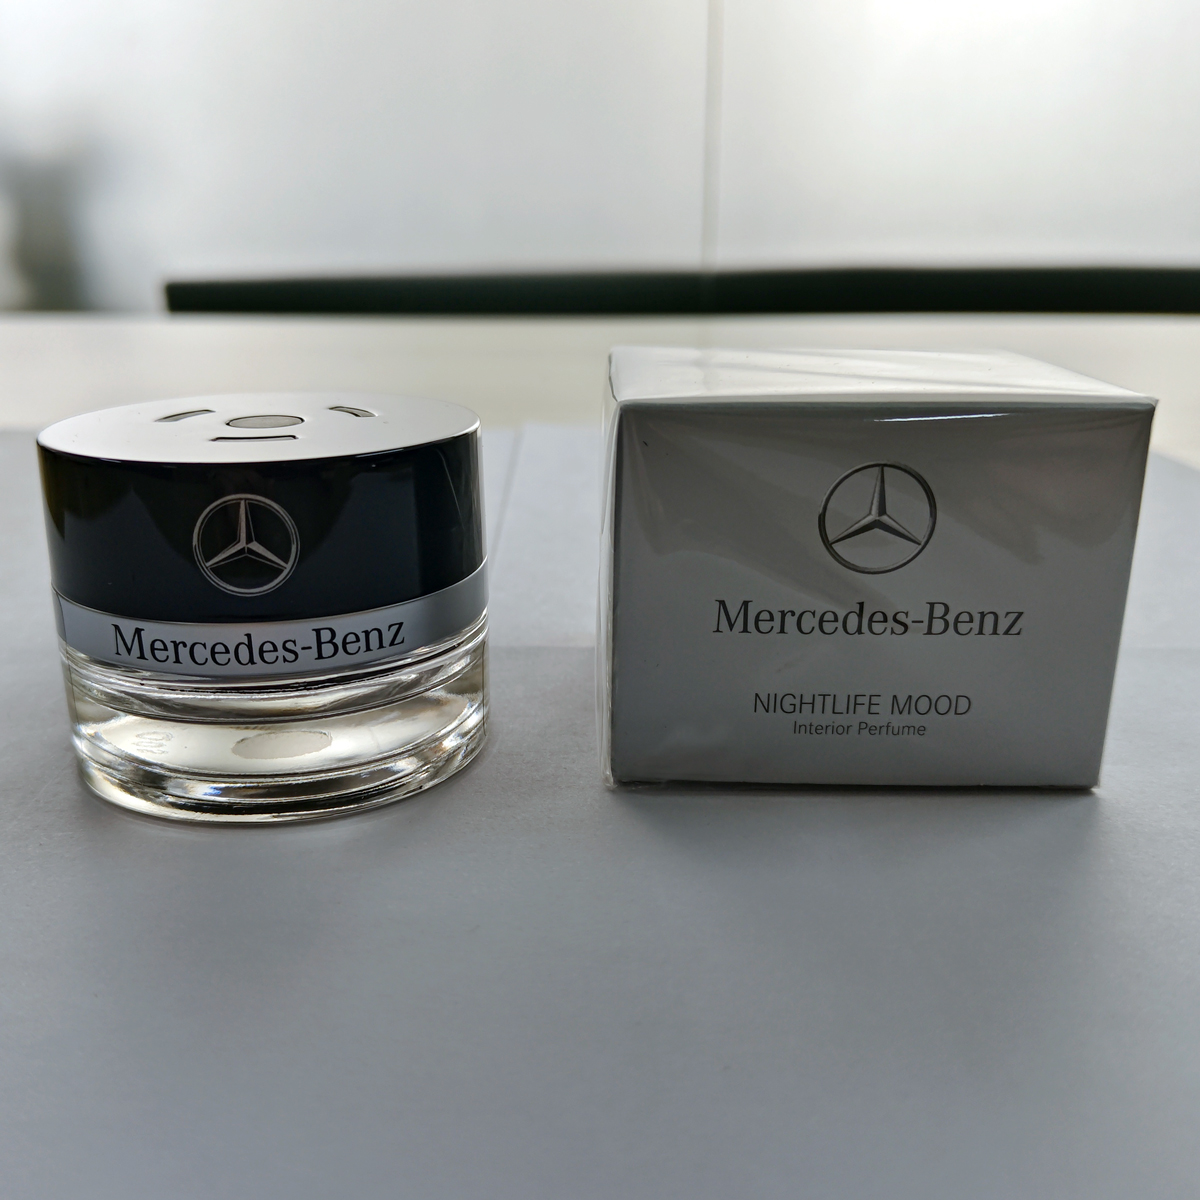 Mercedes-Benz
Mercedes-Benz
NIGHTLIFE MOOD
Interior Perfume